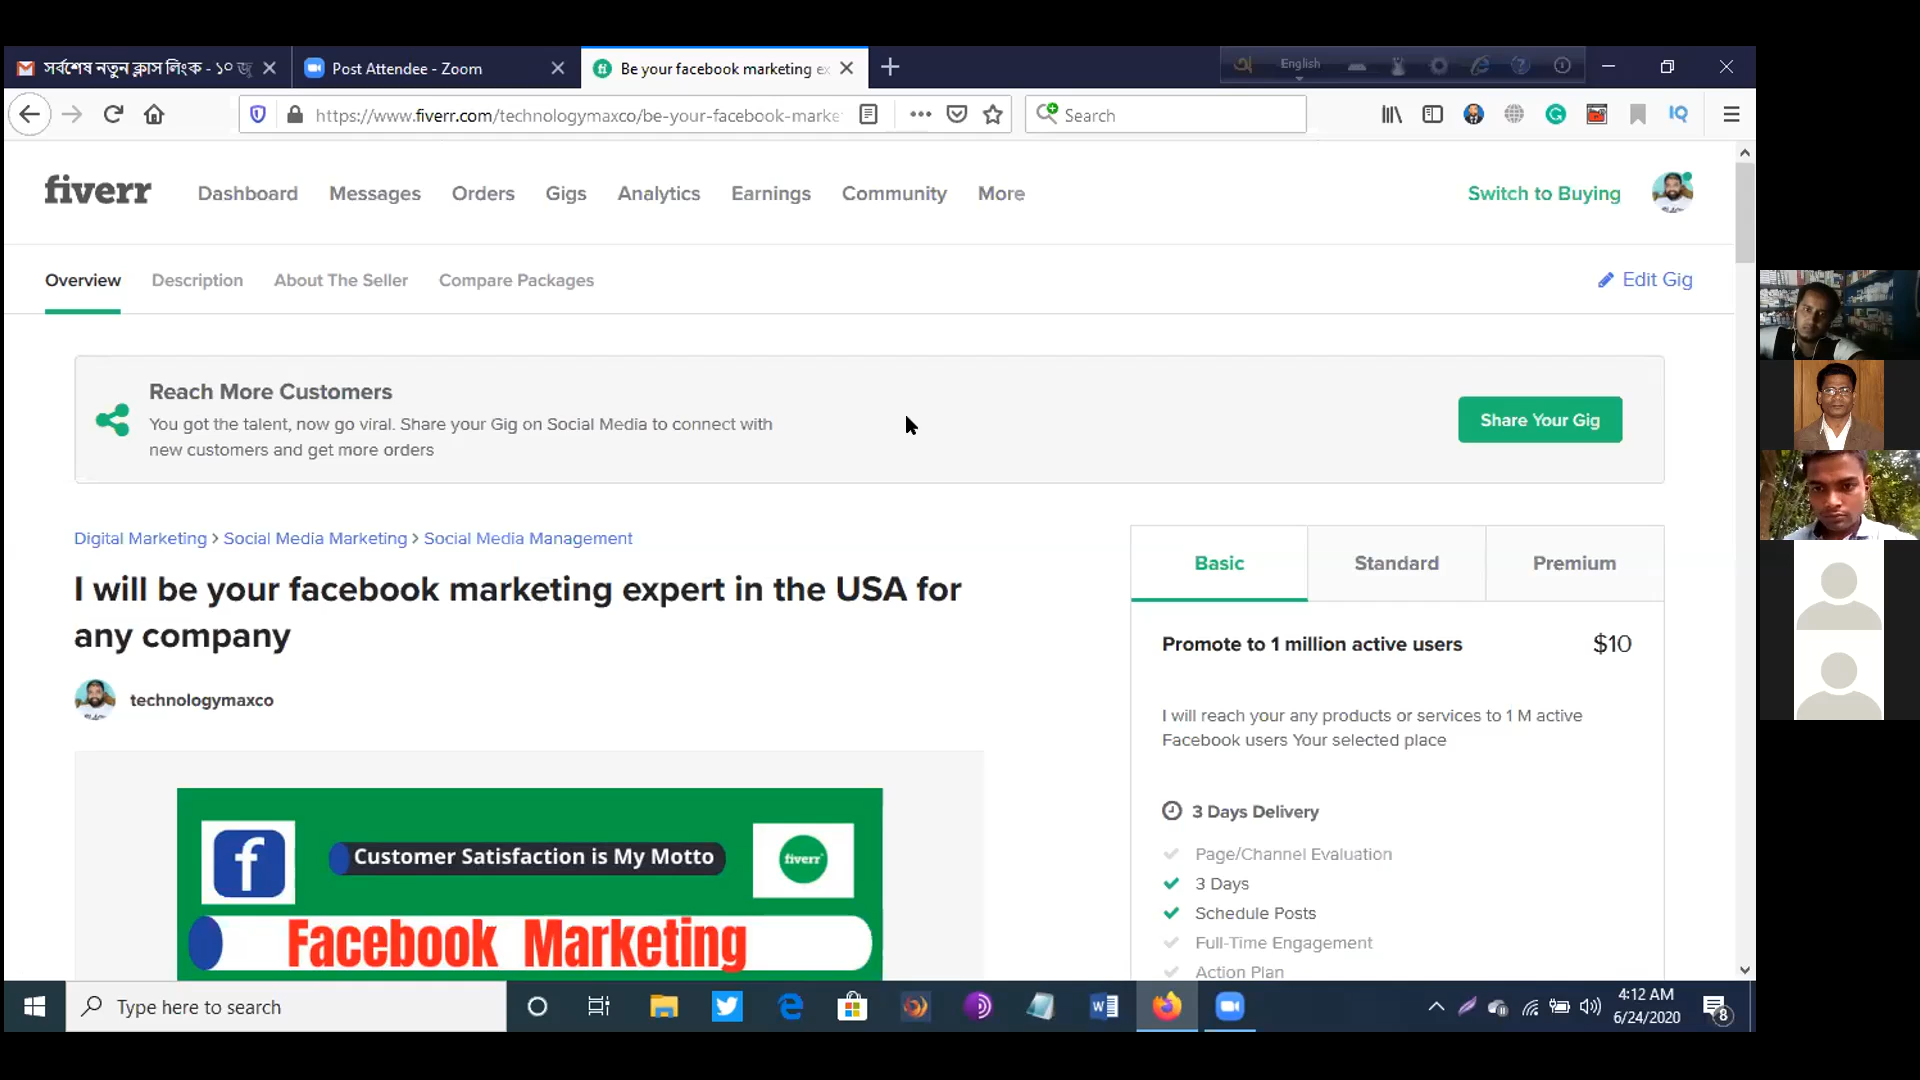 সর্বশেষ নতুন ক্লাস লিংক - ১০ জু
Post Attendee - Zoom
Be your facebook marketing ex
English
https://www.fiverr.com/technologymaxco/be-your-facebook-marke
Search
IQ
fiverr
Dashboard
Messages
Orders
Gigs
Analytics
Earnings
Community
More
Switch to Buying
Overview
Description
About The Seller
Compare Packages
Edit Gig
Reach More Customers
You got the talent, now go viral. Share your Gig on Social Media to connect with
new customers and get more orders
Share Your Gig
Digital Marketing > Social Media Marketing > Social Media Management
I will be your facebook marketing expert in the USA for
any company
technologymaxco
Customer Satisfaction is My Motto
fiverr
Facebook Marketing
Basic
Standard
Premium
Promote to 1 million active users
$10
I will reach your any products or services to 1 M active
Facebook users Your selected place
3 Days Delivery
Page/Channel Evaluation
3 Days
Schedule Posts
Full-Time Engagement
Action Plan
Type here to search
4:12 AM
6/24/2020
8